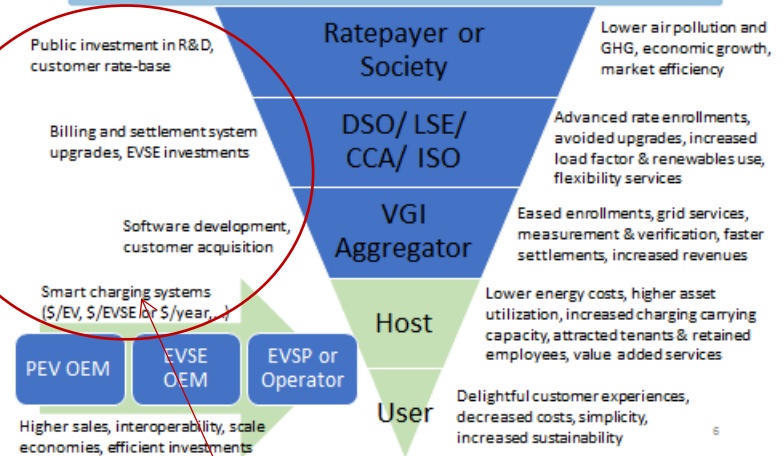 Public investment in R&D,
customer rate-base
Ratepayer or
Society
Lower air pollution and
GHG, economic growth,
market efficiency
Billing and settlement system
upgrades, EVSE investments
DSO/ LSE/
CCA/ ISO
Advanced rate enrollments,
avoided upgrades, increased
load factor & renewables use,
flexibility services
Software development,
customer acquisition
VGI
Aggregator
Eased enrollments, grid services,
measurement & verification, faster
settlements, increased revenues
Smart charging systems
($/EV, $/EVSE or $/year,...)
Host
Lower energy costs, higher asset
utilization, increased charging carrying
capacity, attracted tenants & retained
employees, value added services
PEV OEM
EVSE
OEM
EVSP or
Operator
User
Delightful customer experiences,
decreased costs, simplicity,
increased sustainability
Higher sales, interoperability, scale
economies, efficient investments
6